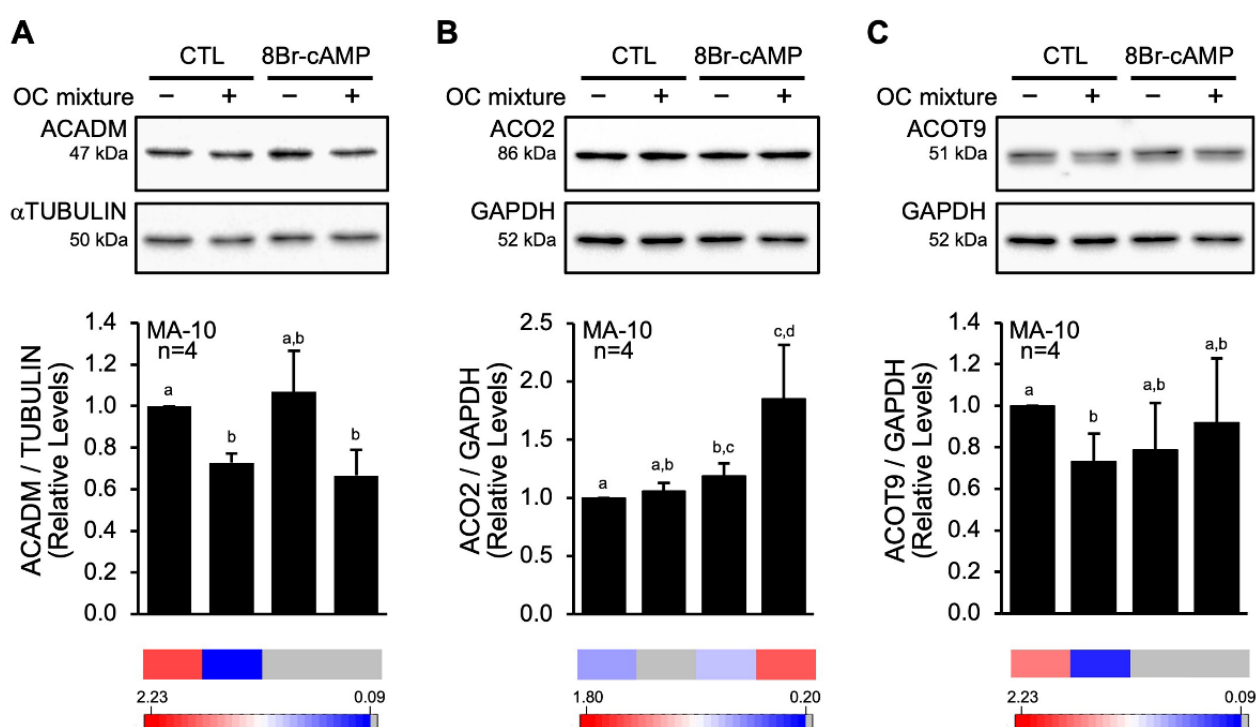 A
CTL 8Br-cAMP
OC mixture − + − +
ACADM
47 kDa
αTUBULIN
50 kDa
ACADM / TUBULIN
(Relative Levels)
1.4
1.2
1.0
0.8
0.6
0.4
0.2
0.0
MA-10
n=4
a
b
a,b
b
2.23 0.09
B
CTL 8Br-cAMP
OC mixture − + − +
ACO2
86 kDa
GAPDH
52 kDa
ACO2 / GAPDH
(Relative Levels)
2.5
2.0
1.5
1.0
0.5
0.0
MA-10
n=4
a
a,b
b,c
c,d
1.80 0.20
C
CTL 8Br-cAMP
OC mixture − + − +
ACOT9
51 kDa
GAPDH
52 kDa
ACOT9 / GAPDH
(Relative Levels)
1.4
1.2
1.0
0.8
0.6
0.4
0.2
0.0
MA-10
n=4
a
b
a,b
a,b
2.23 0.09